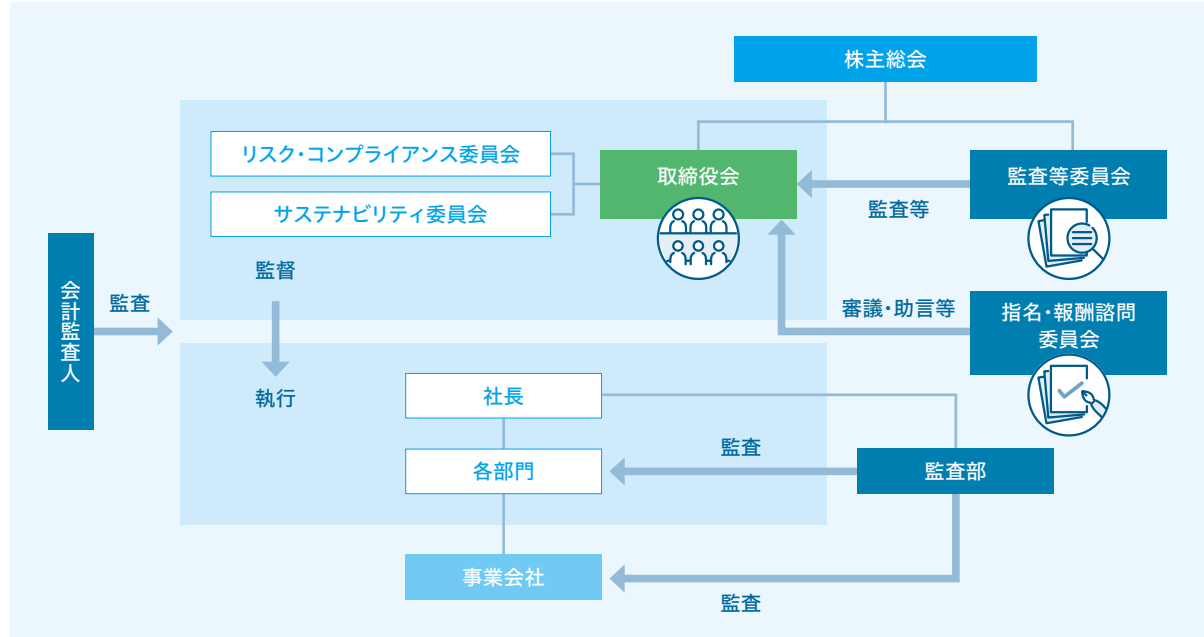 株主総会
リスク・コンプライアンス委員会
取締役会
監査等委員会
監査等
サステナビリティ委員会
監督
会計監査人
監査
審議・助言等
指名・報酬諮問
委員会
執行
社長
監査
各部門
監査部
事業会社
監査